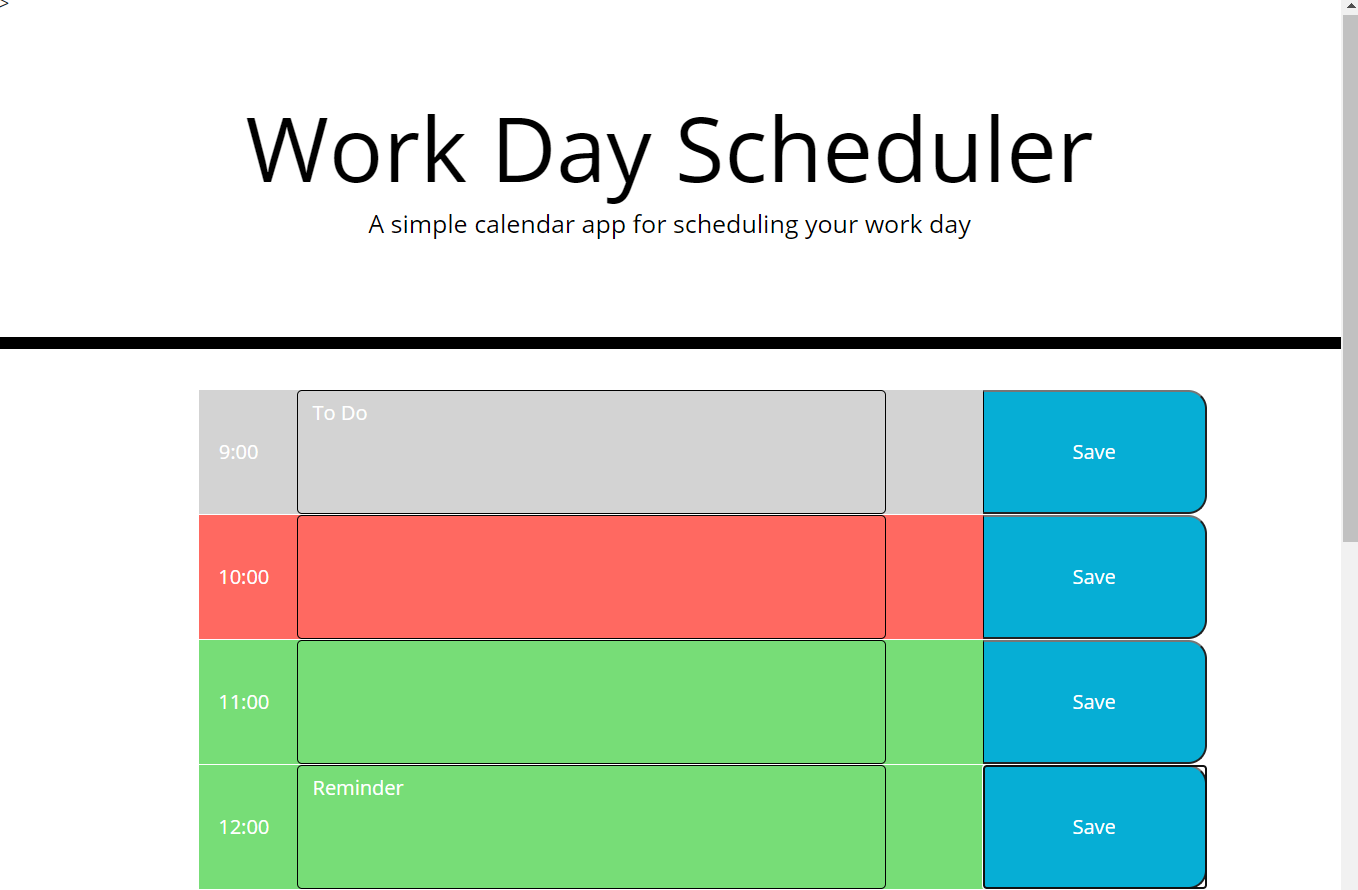 >
Work Day Scheduler
A simple calendar app for scheduling your work day
To Do
9:00
Save
10:00
Save
11:00
Save
Reminder
12:00
Save